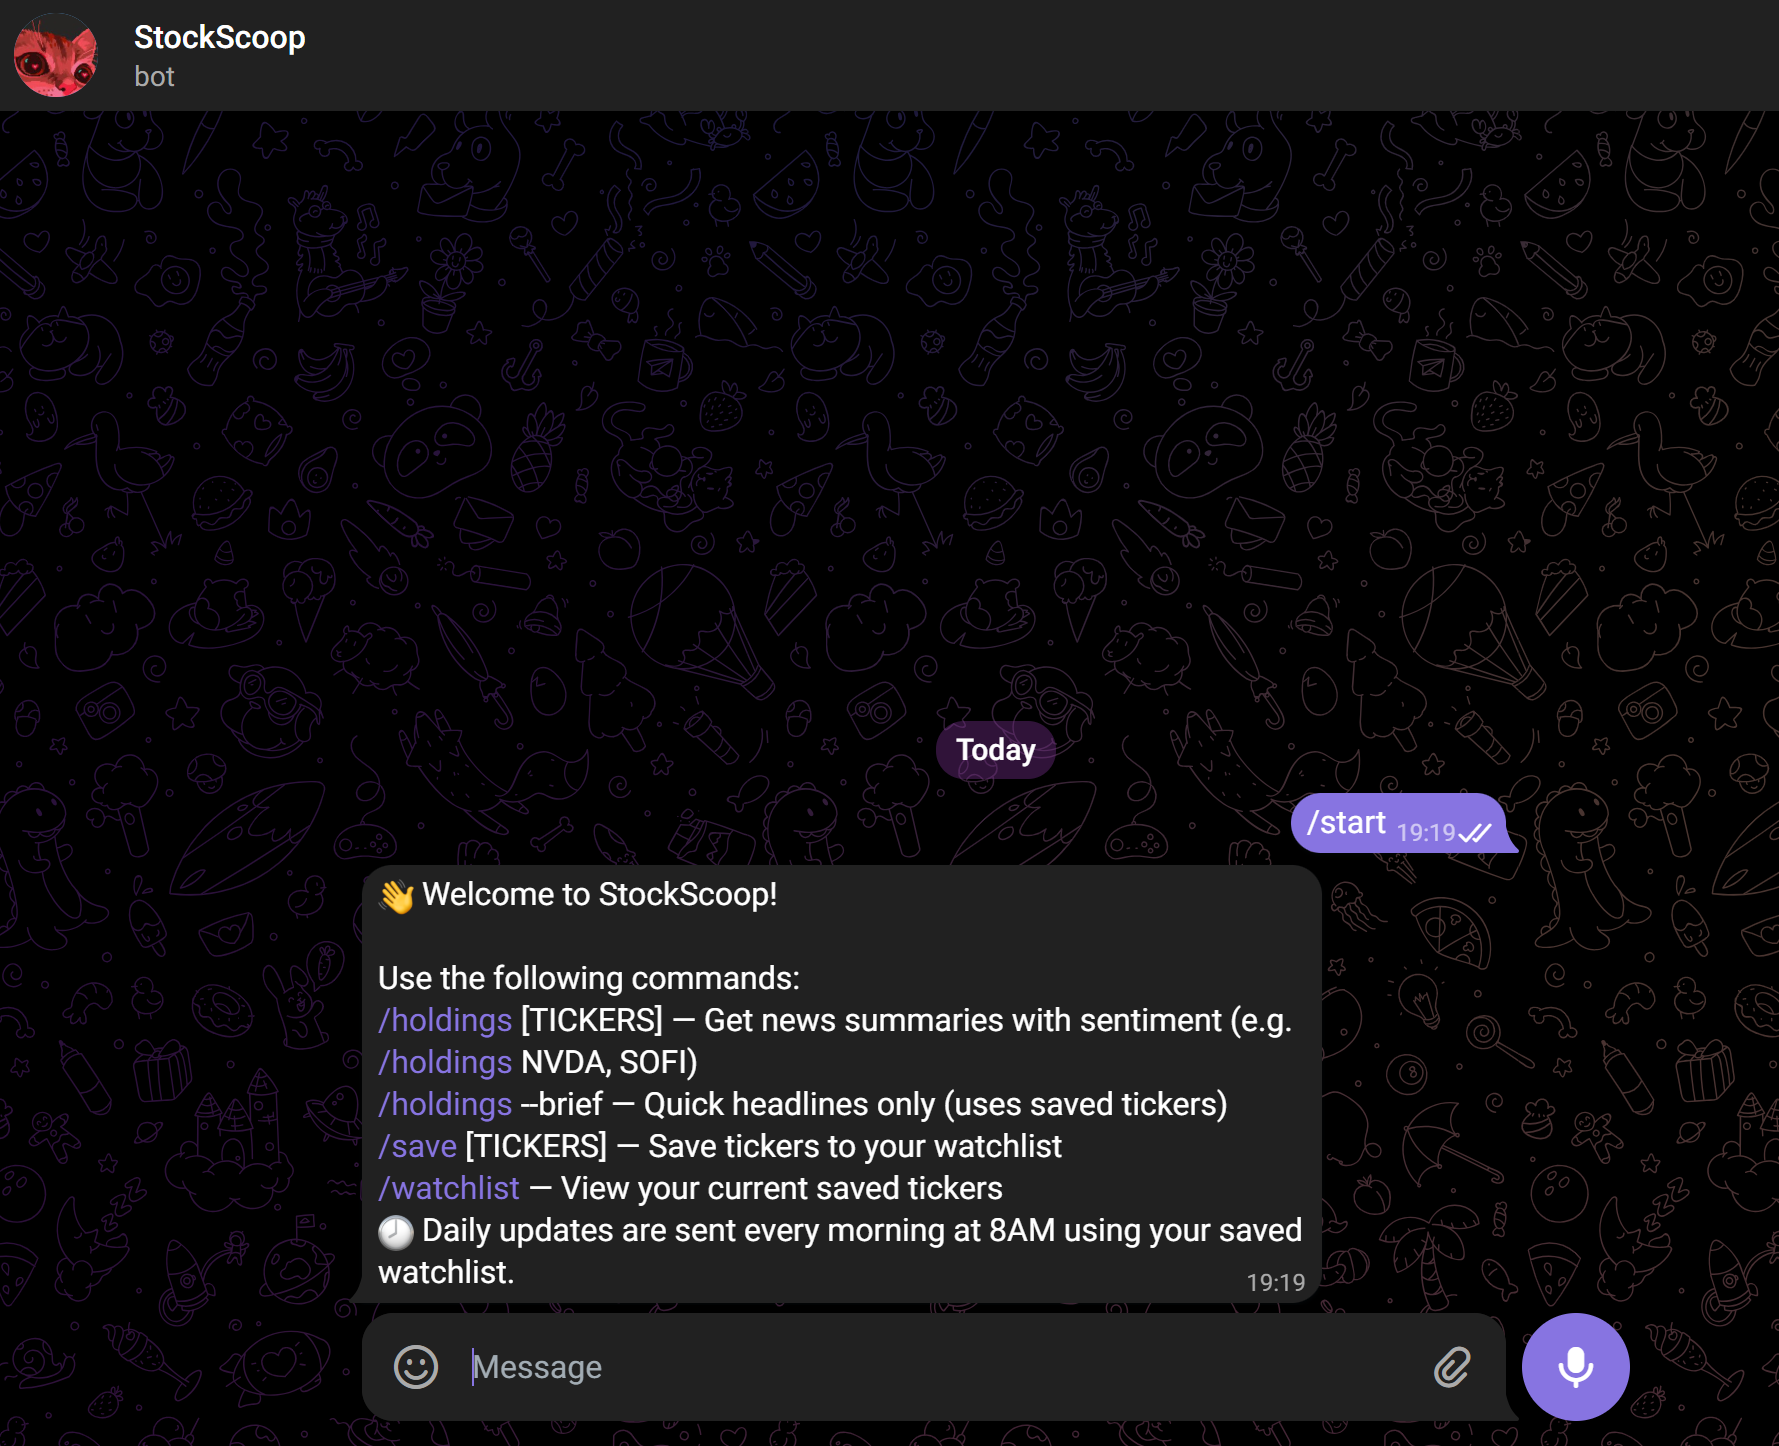 StockScoop
bot
Today
/start 19:19
👋 Welcome to StockScoop!
Use the following commands:
/holdings [TICKERS] — Get news summaries with sentiment (e.g.
/holdings NVDA, SOFI)
/holdings --brief — Quick headlines only (uses saved tickers)
/save [TICKERS] — Save tickers to your watchlist
/watchlist — View your current saved tickers
🕗 Daily updates are sent every morning at 8AM using your saved
watchlist.
19:19
Message